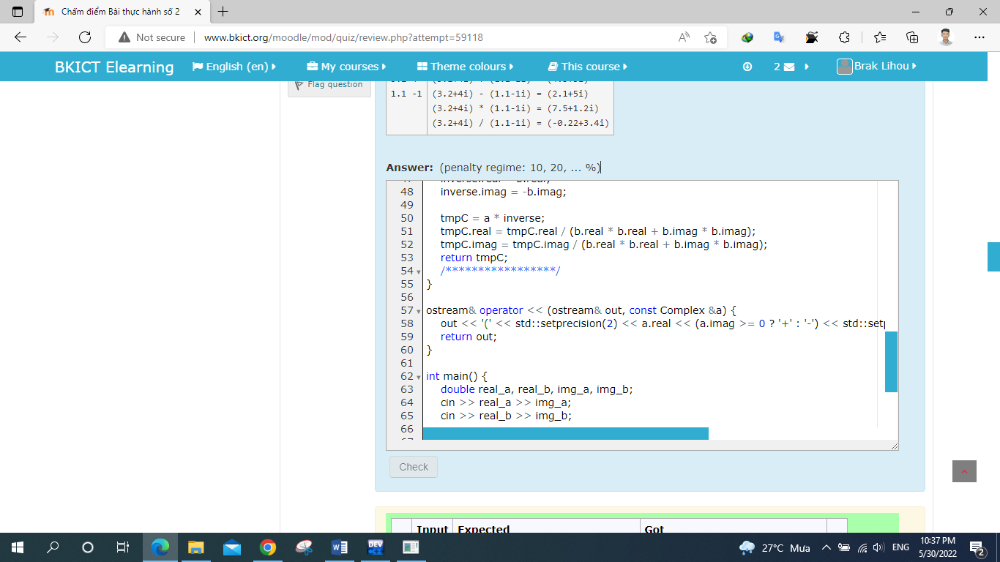 Chấm điểm Bài thực hành số 2
Not secure
www.bkict.org/moodle/mod/quiz/review.php?attempt=59118
BKICT Elearning
English (en)
My courses
Theme colours
This course
2
Brak Lihou
Flag question
1.1 -1
(3.2+4i) - (1.1-1i) = (2.1+5i)
(3.2+4i) * (1.1-1i) = (7.5+1.2i)
(3.2+4i) / (1.1-1i) = (-0.22+3.4i)
Answer: (penalty regime: 10, 20, ... %)
47 inverse.real = b.real;
48 inverse.imag = -b.imag;
49
50 tmpC = a * inverse;
51 tmpC.real = tmpC.real / (b.real * b.real + b.imag * b.imag);
52 tmpC.imag = tmpC.imag / (b.real * b.real + b.imag * b.imag);
53 return tmpC;
54 /*****************/
55 }
56
57 ostream& operator << (ostream& out, const Complex &a) {
58 out << '(' << std::setprecision(2) << a.real << (a.imag >= 0 ? '+' : '-') << std::setp
59 return out;
60 }
61
62 int main() {
63 double real_a, real_b, img_a, img_b;
64 cin >> real_a >> img_a;
65 cin >> real_b >> img_b;
66
Check
Input Expected Got
27°C Mưa
ENG
10:37 PM
5/30/2022
2